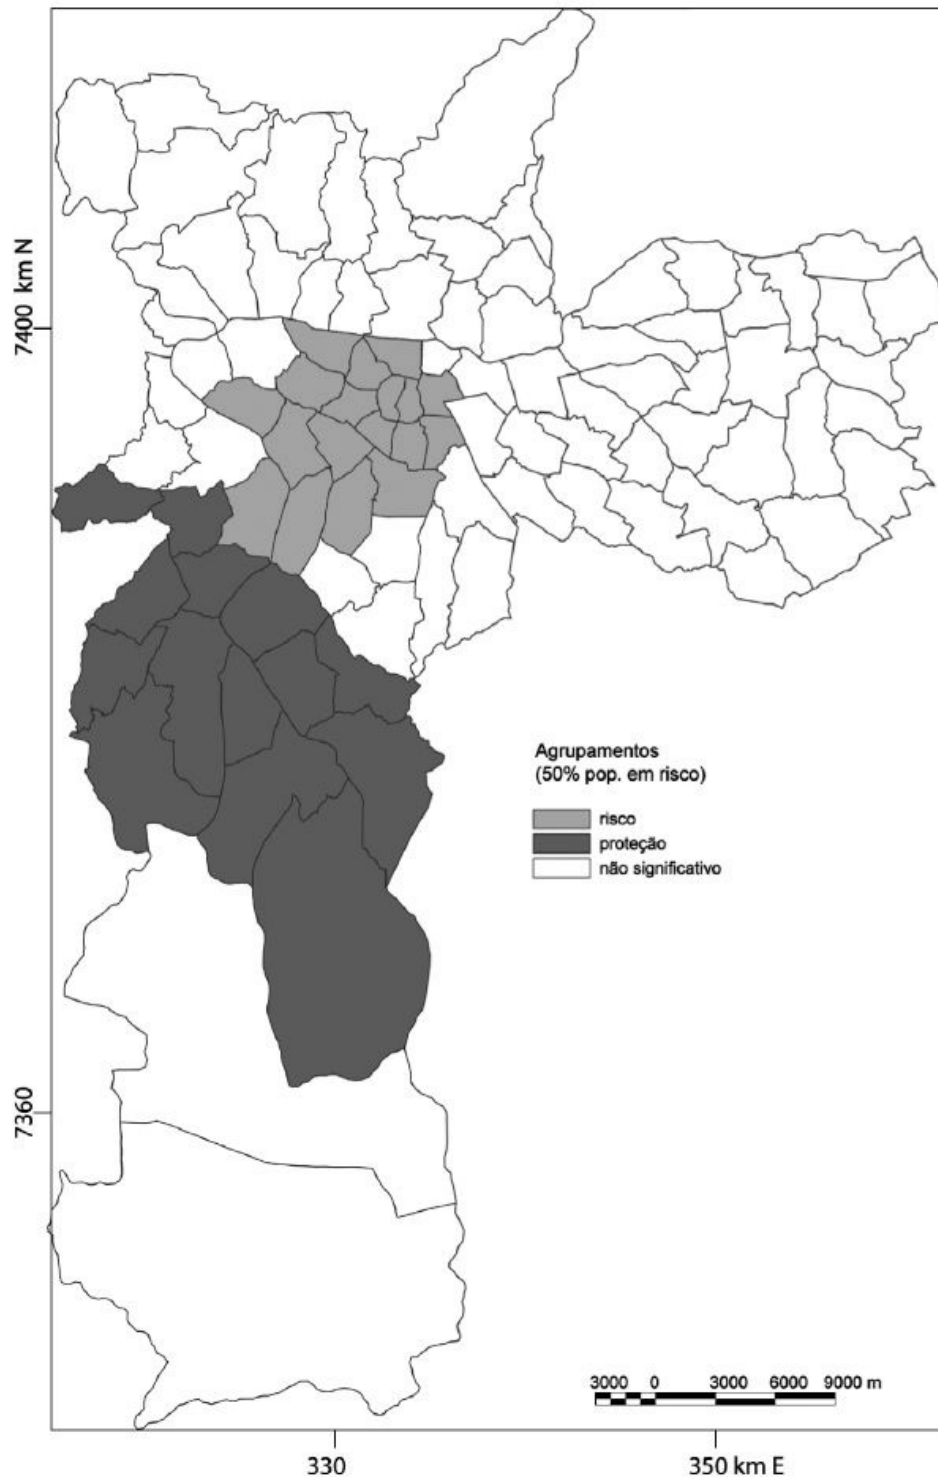 7400 km N
Agrupamentos
(50% pop. em risco)
risco
proteção
não significativo
7360
3000 0 3000 6000 9000 m
330 350 km E